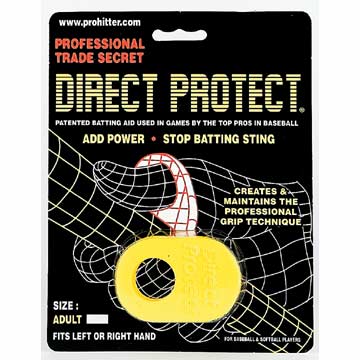 www.prohitter.com
PROFESSIONAL
TRADE SECRET
DIRECT PROTECT®
PATENTED BATTING AID USED IN GAMES BY THE TOP PROS IN BASEBALL
ADD POWER • STOP BATTING STING
CREATES &
MAINTAINS THE
PROFESSIONAL
GRIP TECHNIQUE
Direct
Protect
SIZE :
ADULT
FITS LEFT OR RIGHT HAND
FOR BASEBALL & SOFTBALL PLAYERS